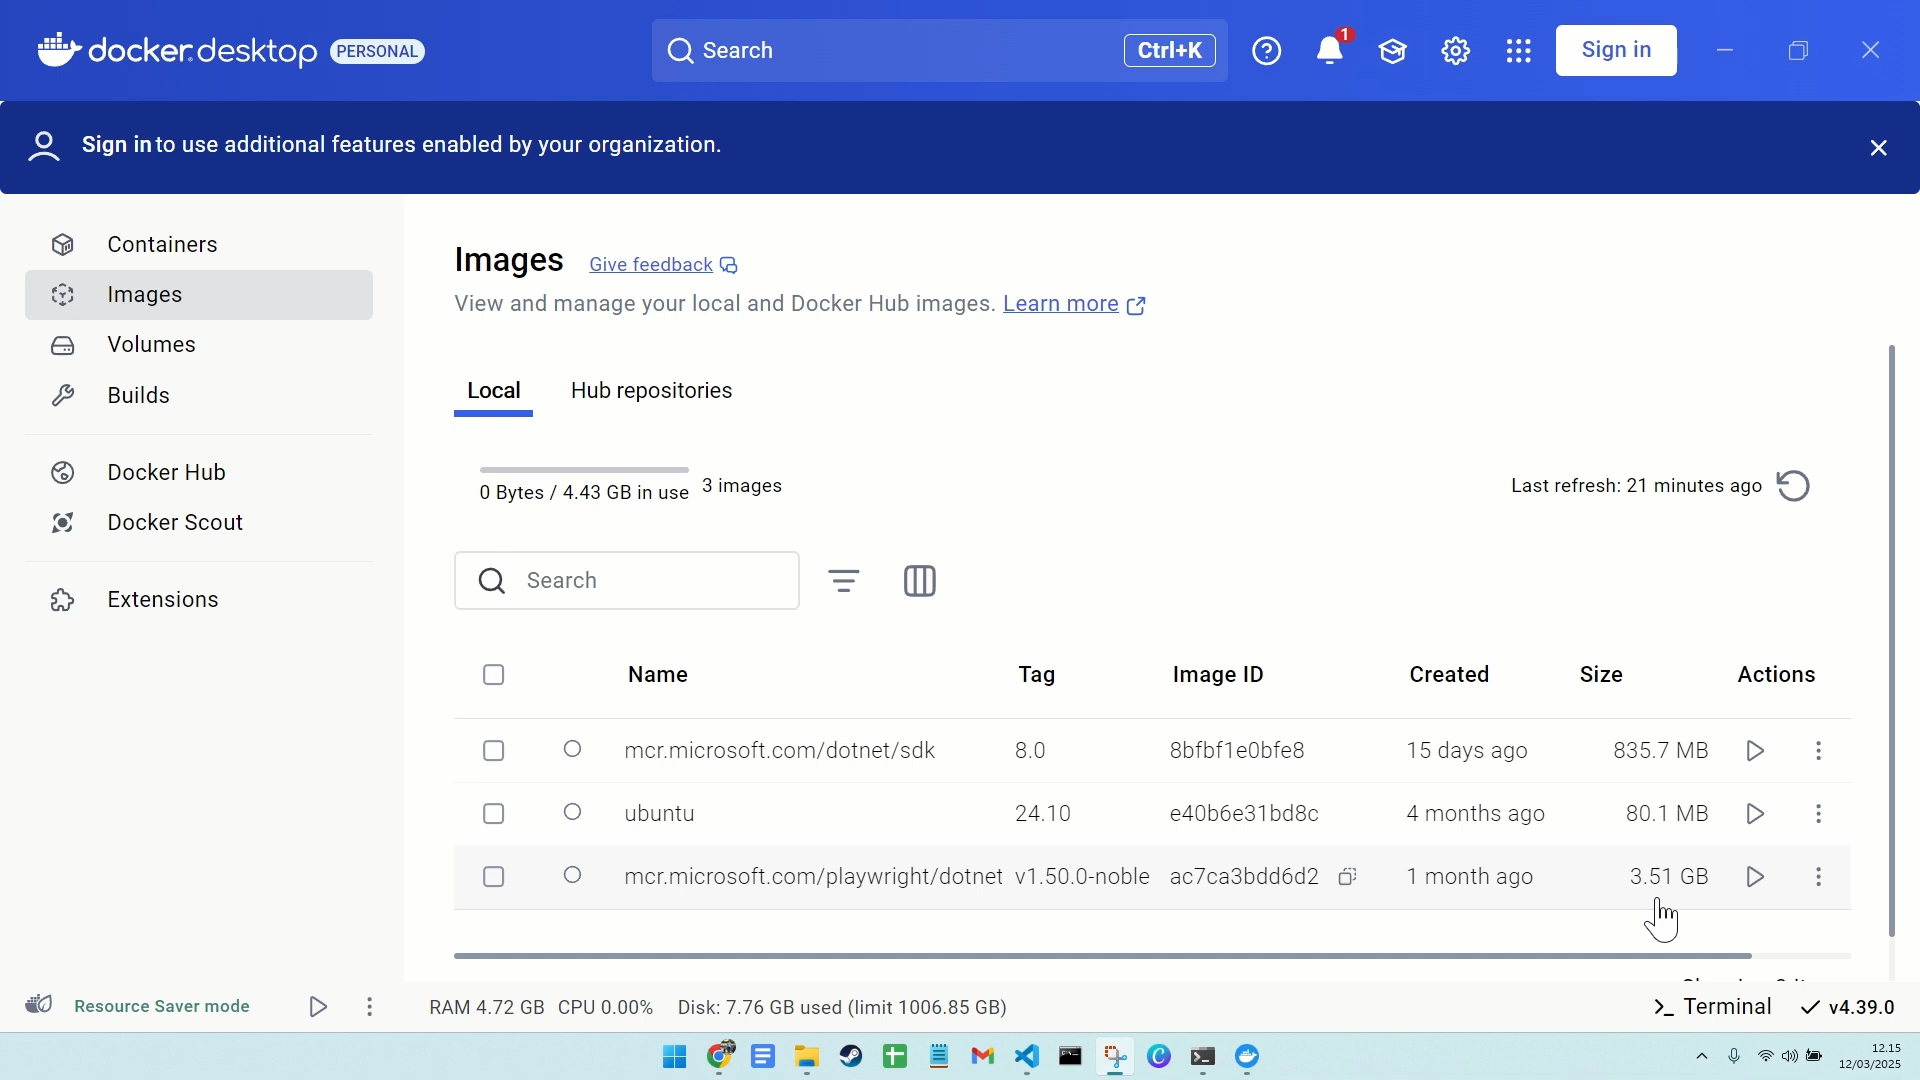 docker.desktop PERSONAL
Search
Ctrl+K
1
Sign in
Sign in to use additional features enabled by your organization.
Containers
Images
Volumes
Builds
Docker Hub
Docker Scout
Extensions
Images
Give feedback
View and manage your local and Docker Hub images. Learn more
Local
Hub repositories
0 Bytes / 4.43 GB in use
3 images
Last refresh: 21 minutes ago
Search
Name Tag Image ID Created Size Actions
mcr.microsoft.com/dotnet/sdk 8.0 8bfbf1e0bfe8 15 days ago 835.7 MB
ubuntu 24.10 e40b6e31bd8c 4 months ago 80.1 MB
mcr.microsoft.com/playwright/dotnet v1.50.0-noble ac7ca3bdd6d2 1 month ago 3.51 GB
Resource Saver mode
RAM 4.72 GB CPU 0.00% Disk: 7.76 GB used (limit 1006.85 GB)
Terminal
v4.39.0
12.15
12/03/2025